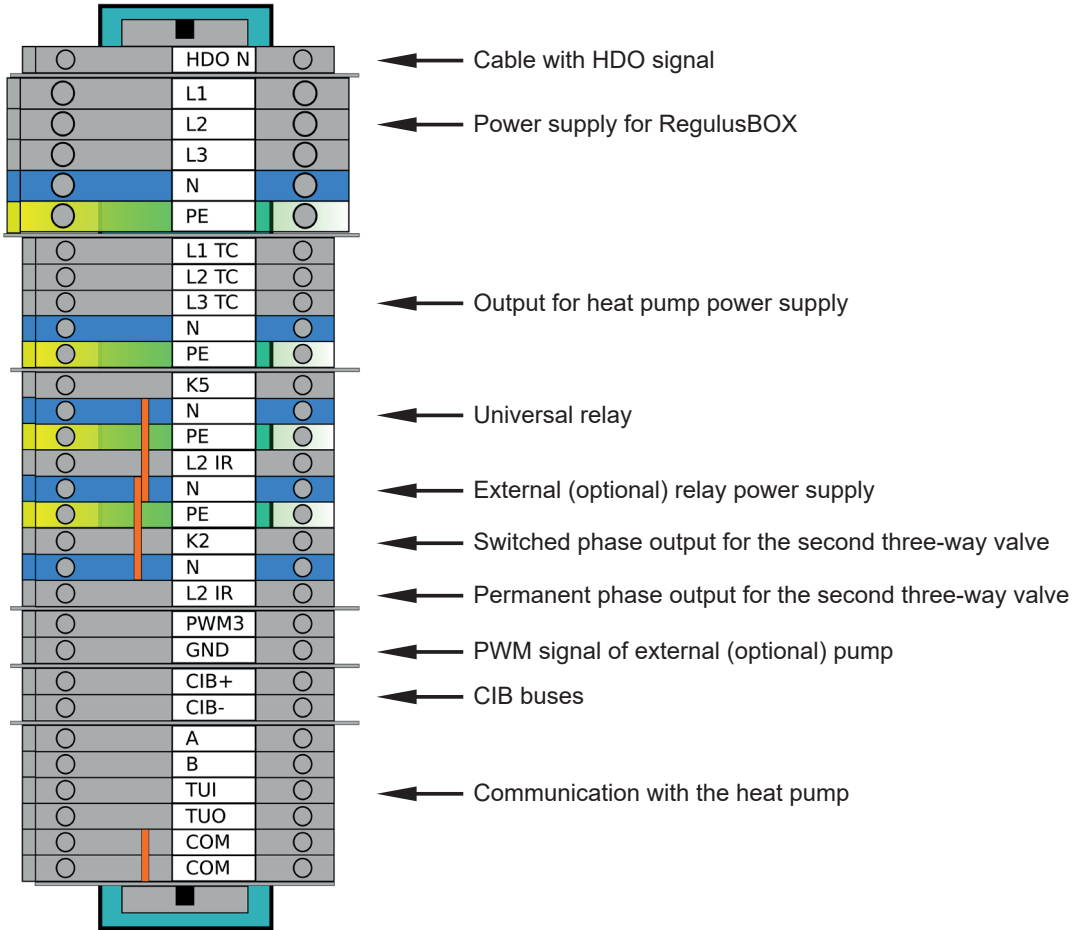 HDO N
Cable with HDO signal
L1
L2
Power supply for RegulusBOX
L3
N
PE
L1 TC
L2 TC
L3 TC
Output for heat pump power supply
N
PE
K5
N
Universal relay
PE
L2 IR
N
External (optional) relay power supply
PE
K2
Switched phase output for the second three-way valve
N
L2 IR
Permanent phase output for the second three-way valve
PWM3
GND
PWM signal of external (optional) pump
CIB+
CIB buses
CIB-
A
B
TUI
Communication with the heat pump
TUO
COM
COM